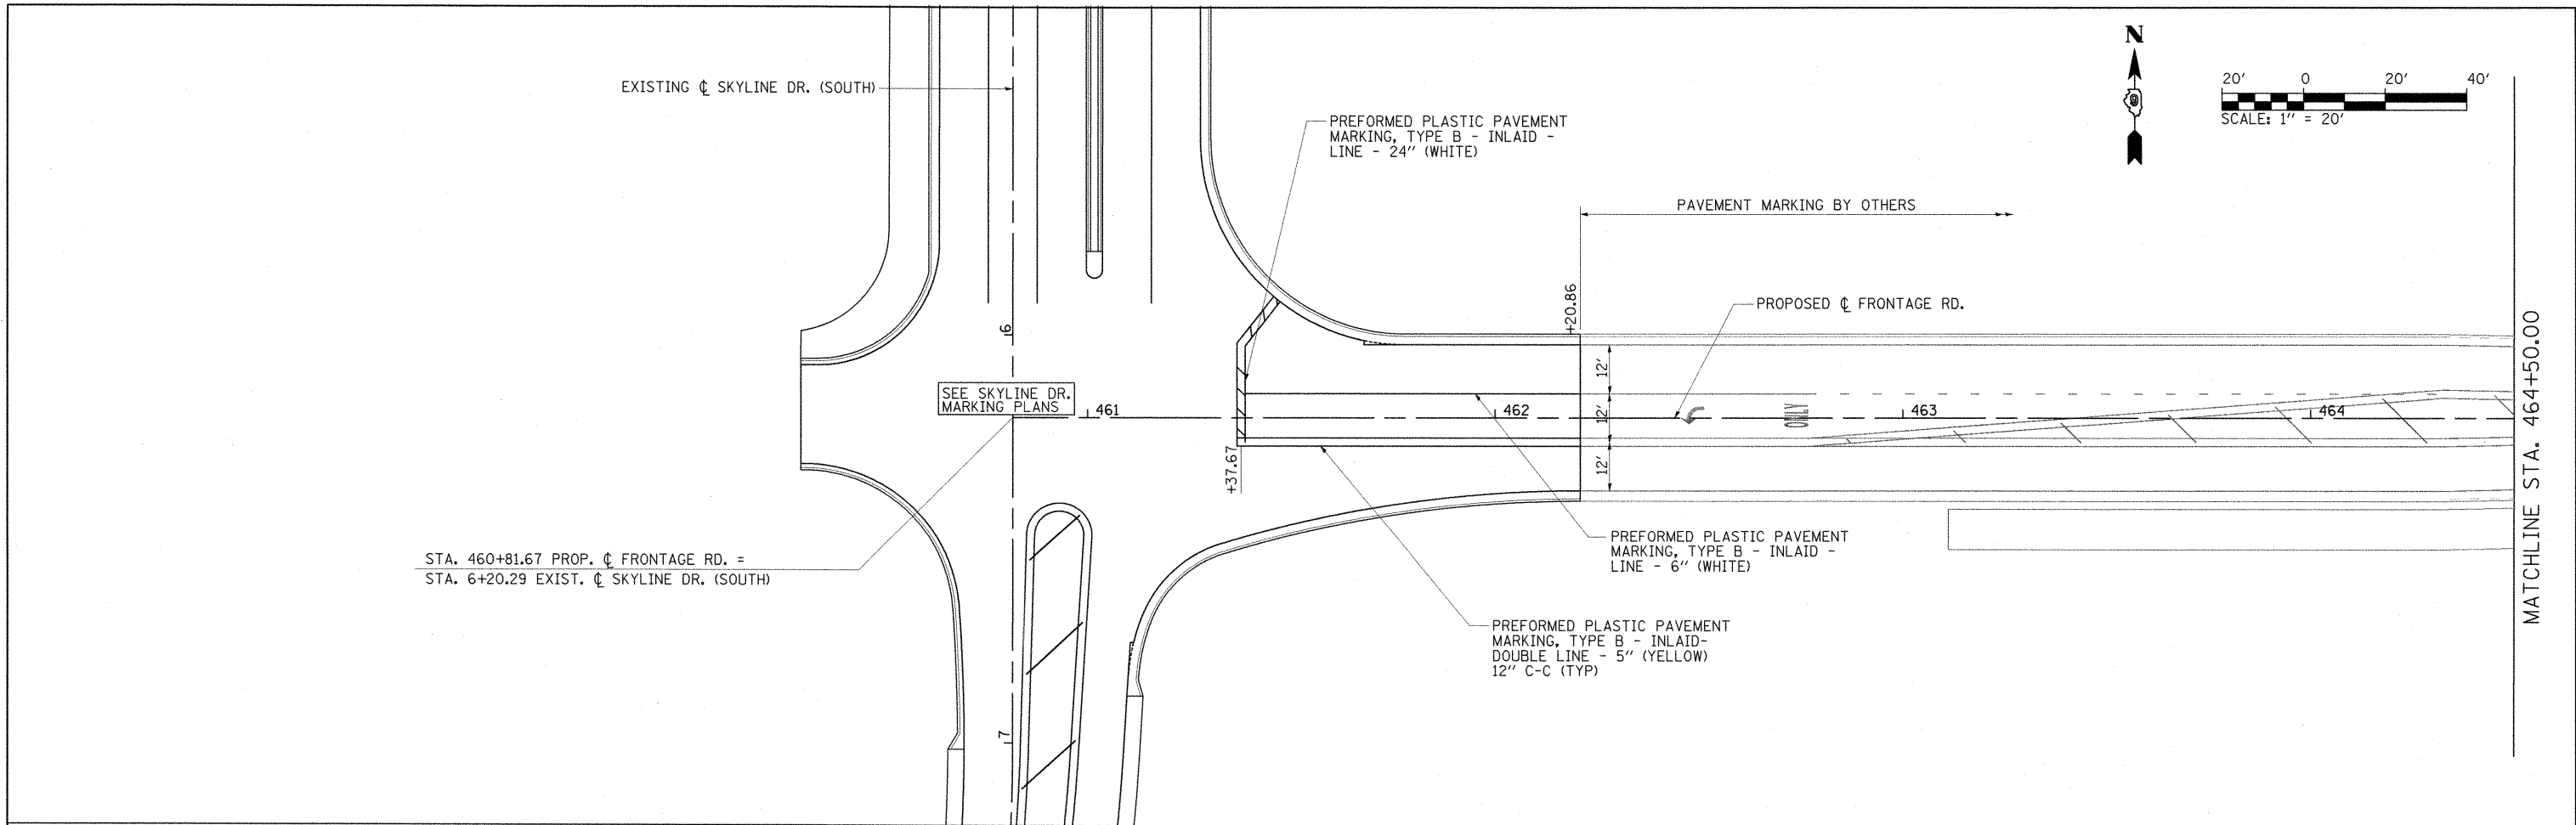 N
20' 0 20' 40'
SCALE: 1" = 20'
EXISTING ℄ SKYLINE DR. (SOUTH)
PREFORMED PLASTIC PAVEMENT
MARKING, TYPE B - INLAID -
LINE - 24" (WHITE)
PAVEMENT MARKING BY OTHERS
+20.86
PROPOSED ℄ FRONTAGE RD.
6
SEE SKYLINE DR.
MARKING PLANS
461
462
463
464
12'
12'
12'
ONLY
+37.67
MATCHLINE STA. 464+50.00
STA. 460+81.67 PROP. ℄ FRONTAGE RD. =
STA. 6+20.29 EXIST. ℄ SKYLINE DR. (SOUTH)
PREFORMED PLASTIC PAVEMENT
MARKING, TYPE B - INLAID -
LINE - 6" (WHITE)
PREFORMED PLASTIC PAVEMENT
MARKING, TYPE B - INLAID-
DOUBLE LINE - 5" (YELLOW)
12" C-C (TYP)
7